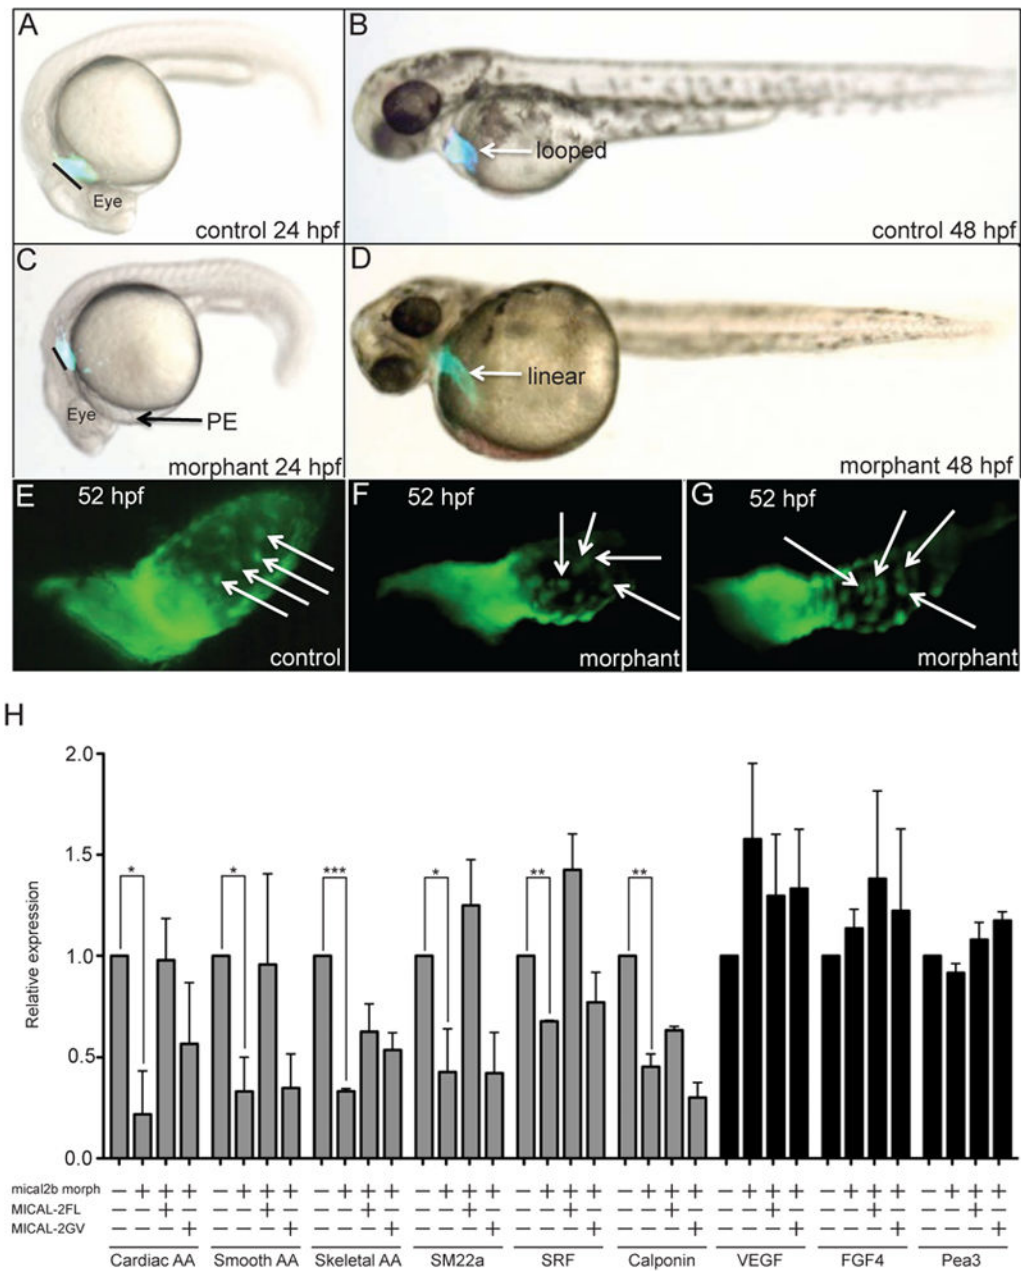 A
Eye
control 24 hpf
B
looped
control 48 hpf
C
Eye
PE
morphant 24 hpf
D
linear
morphant 48 hpf
E
52 hpf
control
F
52 hpf
morphant
G
52 hpf
morphant
H
Relative expression
2.0
1.5
1.0
0.5
0.0
* * *** * ** **
mical2b morph − + + + − + + + − + + + − + + + − + + + − + + + − + + + − + + + − + + +
MICAL-2FL + + + + + + + + +
MICAL-2GV + + + + + + + + +
Cardiac AA Smooth AA Skeletal AA SM22a SRF Calponin VEGF FGF4 Pea3